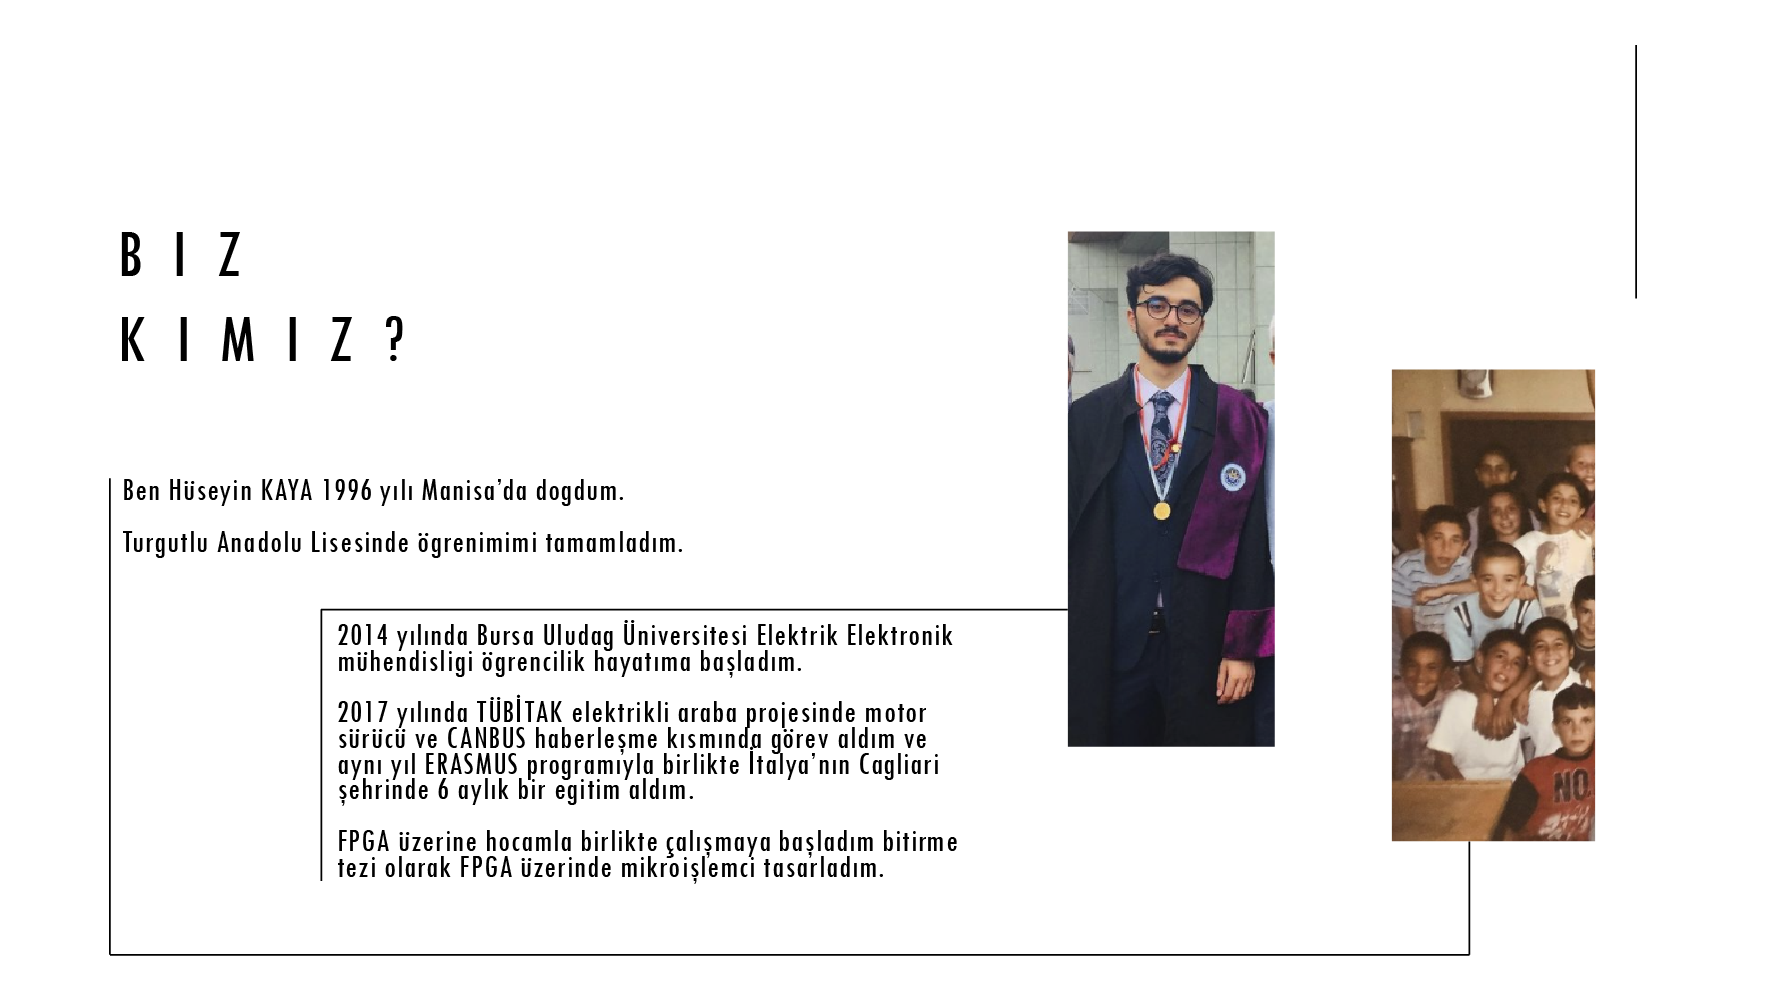 BIZ
KIMIZ?
Ben Hüseyin KAYA 1996 yılı Manisa’da dogdum.
Turgutlu Anadolu Lisesinde ögrenimimi tamamladım.
2014 yılında Bursa Uludag Üniversitesi Elektrik Elektronik
mühendisligi ögrencilik hayatıma başladım.
2017 yılında TÜBİTAK elektrikli araba projesinde motor
sürücü ve CANBUS haberleşme kısmında görev aldım ve
aynı yıl ERASMUS programıyla birlikte İtalya’nın Cagliari
şehrinde 6 aylık bir egitim aldım.
FPGA üzerine hocamla birlikte çalışmaya başladım bitirme
tezi olarak FPGA üzerinde mikroişlemci tasarladım.
NO